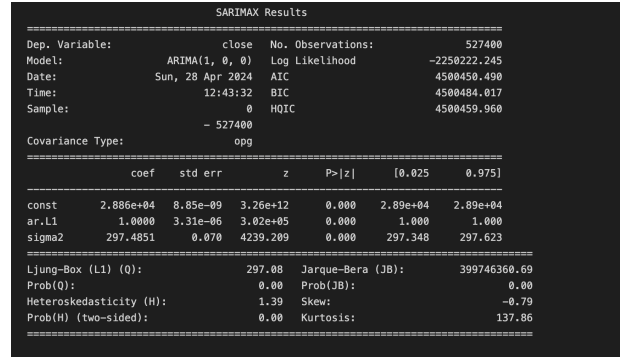 SARIMAX Results
==============================================================================
Dep. Variable: close No. Observations: 527400
Model: ARIMA(1, 0, 0) Log Likelihood -2250222.245
Date: Sun, 28 Apr 2024 AIC 4500450.490
Time: 12:43:32 BIC 4500484.017
Sample: 0 HQIC 4500459.960
- 527400
Covariance Type: opg
==============================================================================
coef std err z P>|z| [0.025 0.975]
------------------------------------------------------------------------------
const 2.886e+04 8.85e-09 3.26e+12 0.000 2.89e+04 2.89e+04
ar.L1 1.0000 3.31e-06 3.02e+05 0.000 1.000 1.000
sigma2 297.4851 0.070 4239.209 0.000 297.348 297.623
===================================================================================
Ljung-Box (L1) (Q): 297.08 Jarque-Bera (JB): 399746360.69
Prob(Q): 0.00 Prob(JB): 0.00
Heteroskedasticity (H): 1.39 Skew: -0.79
Prob(H) (two-sided): 0.00 Kurtosis: 137.86
===================================================================================